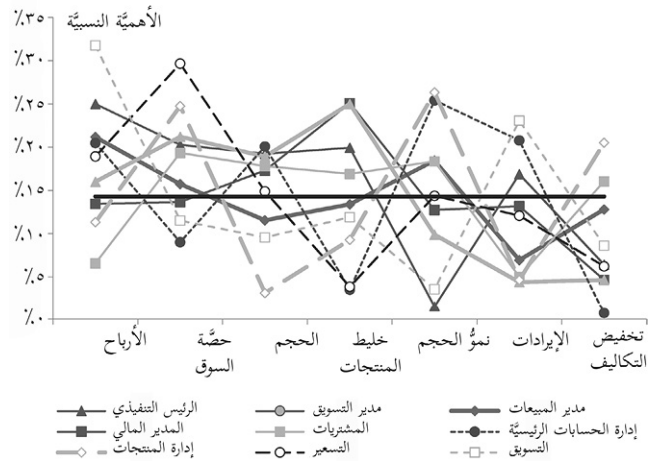 الأهميَّة النسبيَّة
٪٣٥
٪٣٠
٪٢٥
٪٢٠
٪١٥
٪١٠
٪٥
٪٠
الأرباح
حصَّة
السوق
الحجم
خليط
المنتجات
نموُّ الحجم
الإيرادات
تخفيض
التكاليف
الرئيس التنفيذي
مدير التسويق
مدير المبيعات
المدير المالي
المشتريات
إدارة الحسابات الرئيسيَّة
إدارة المنتجات
التسعير
التسويق